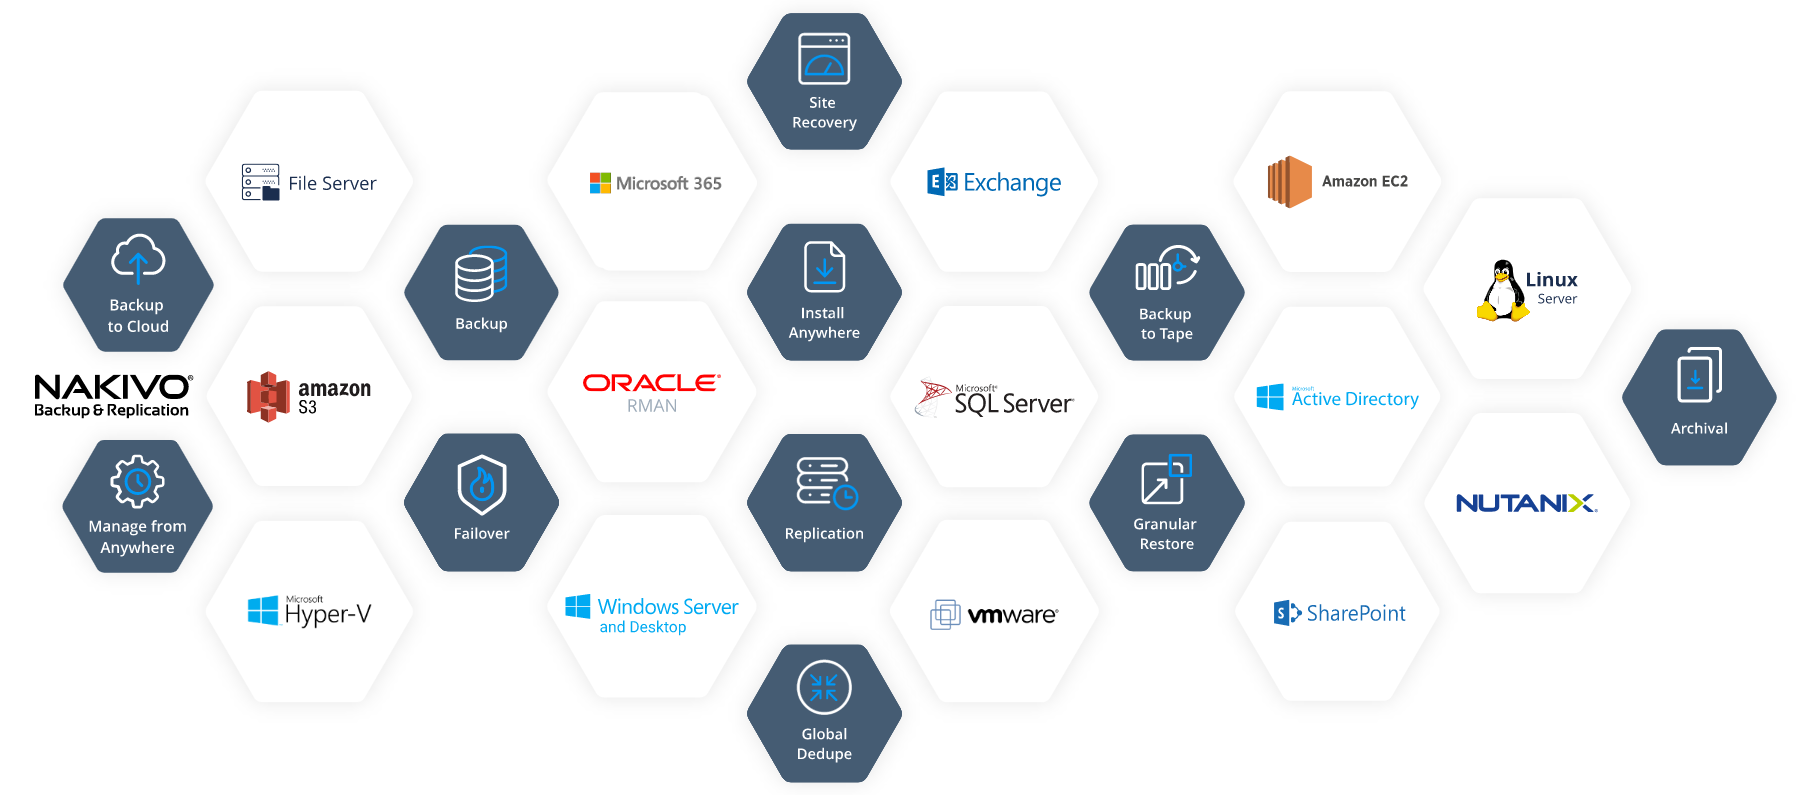 Site
Recovery
File Server
Microsoft 365
E
Exchange
Amazon EC2
Backup
to Cloud
Backup
Install
Anywhere
Backup
to Tape
Linux
Server
NAKIVO®
Backup & Replication
amazon
S3
ORACLE®
RMAN
Microsoft®
SQL Server®
Microsoft
Active Directory
Archival
Manage from
Anywhere
Failover
Replication
Granular
Restore
NUTANIX®
Microsoft
Hyper-V
Windows Server
and Desktop
vmware®
S
SharePoint
Global
Dedupe